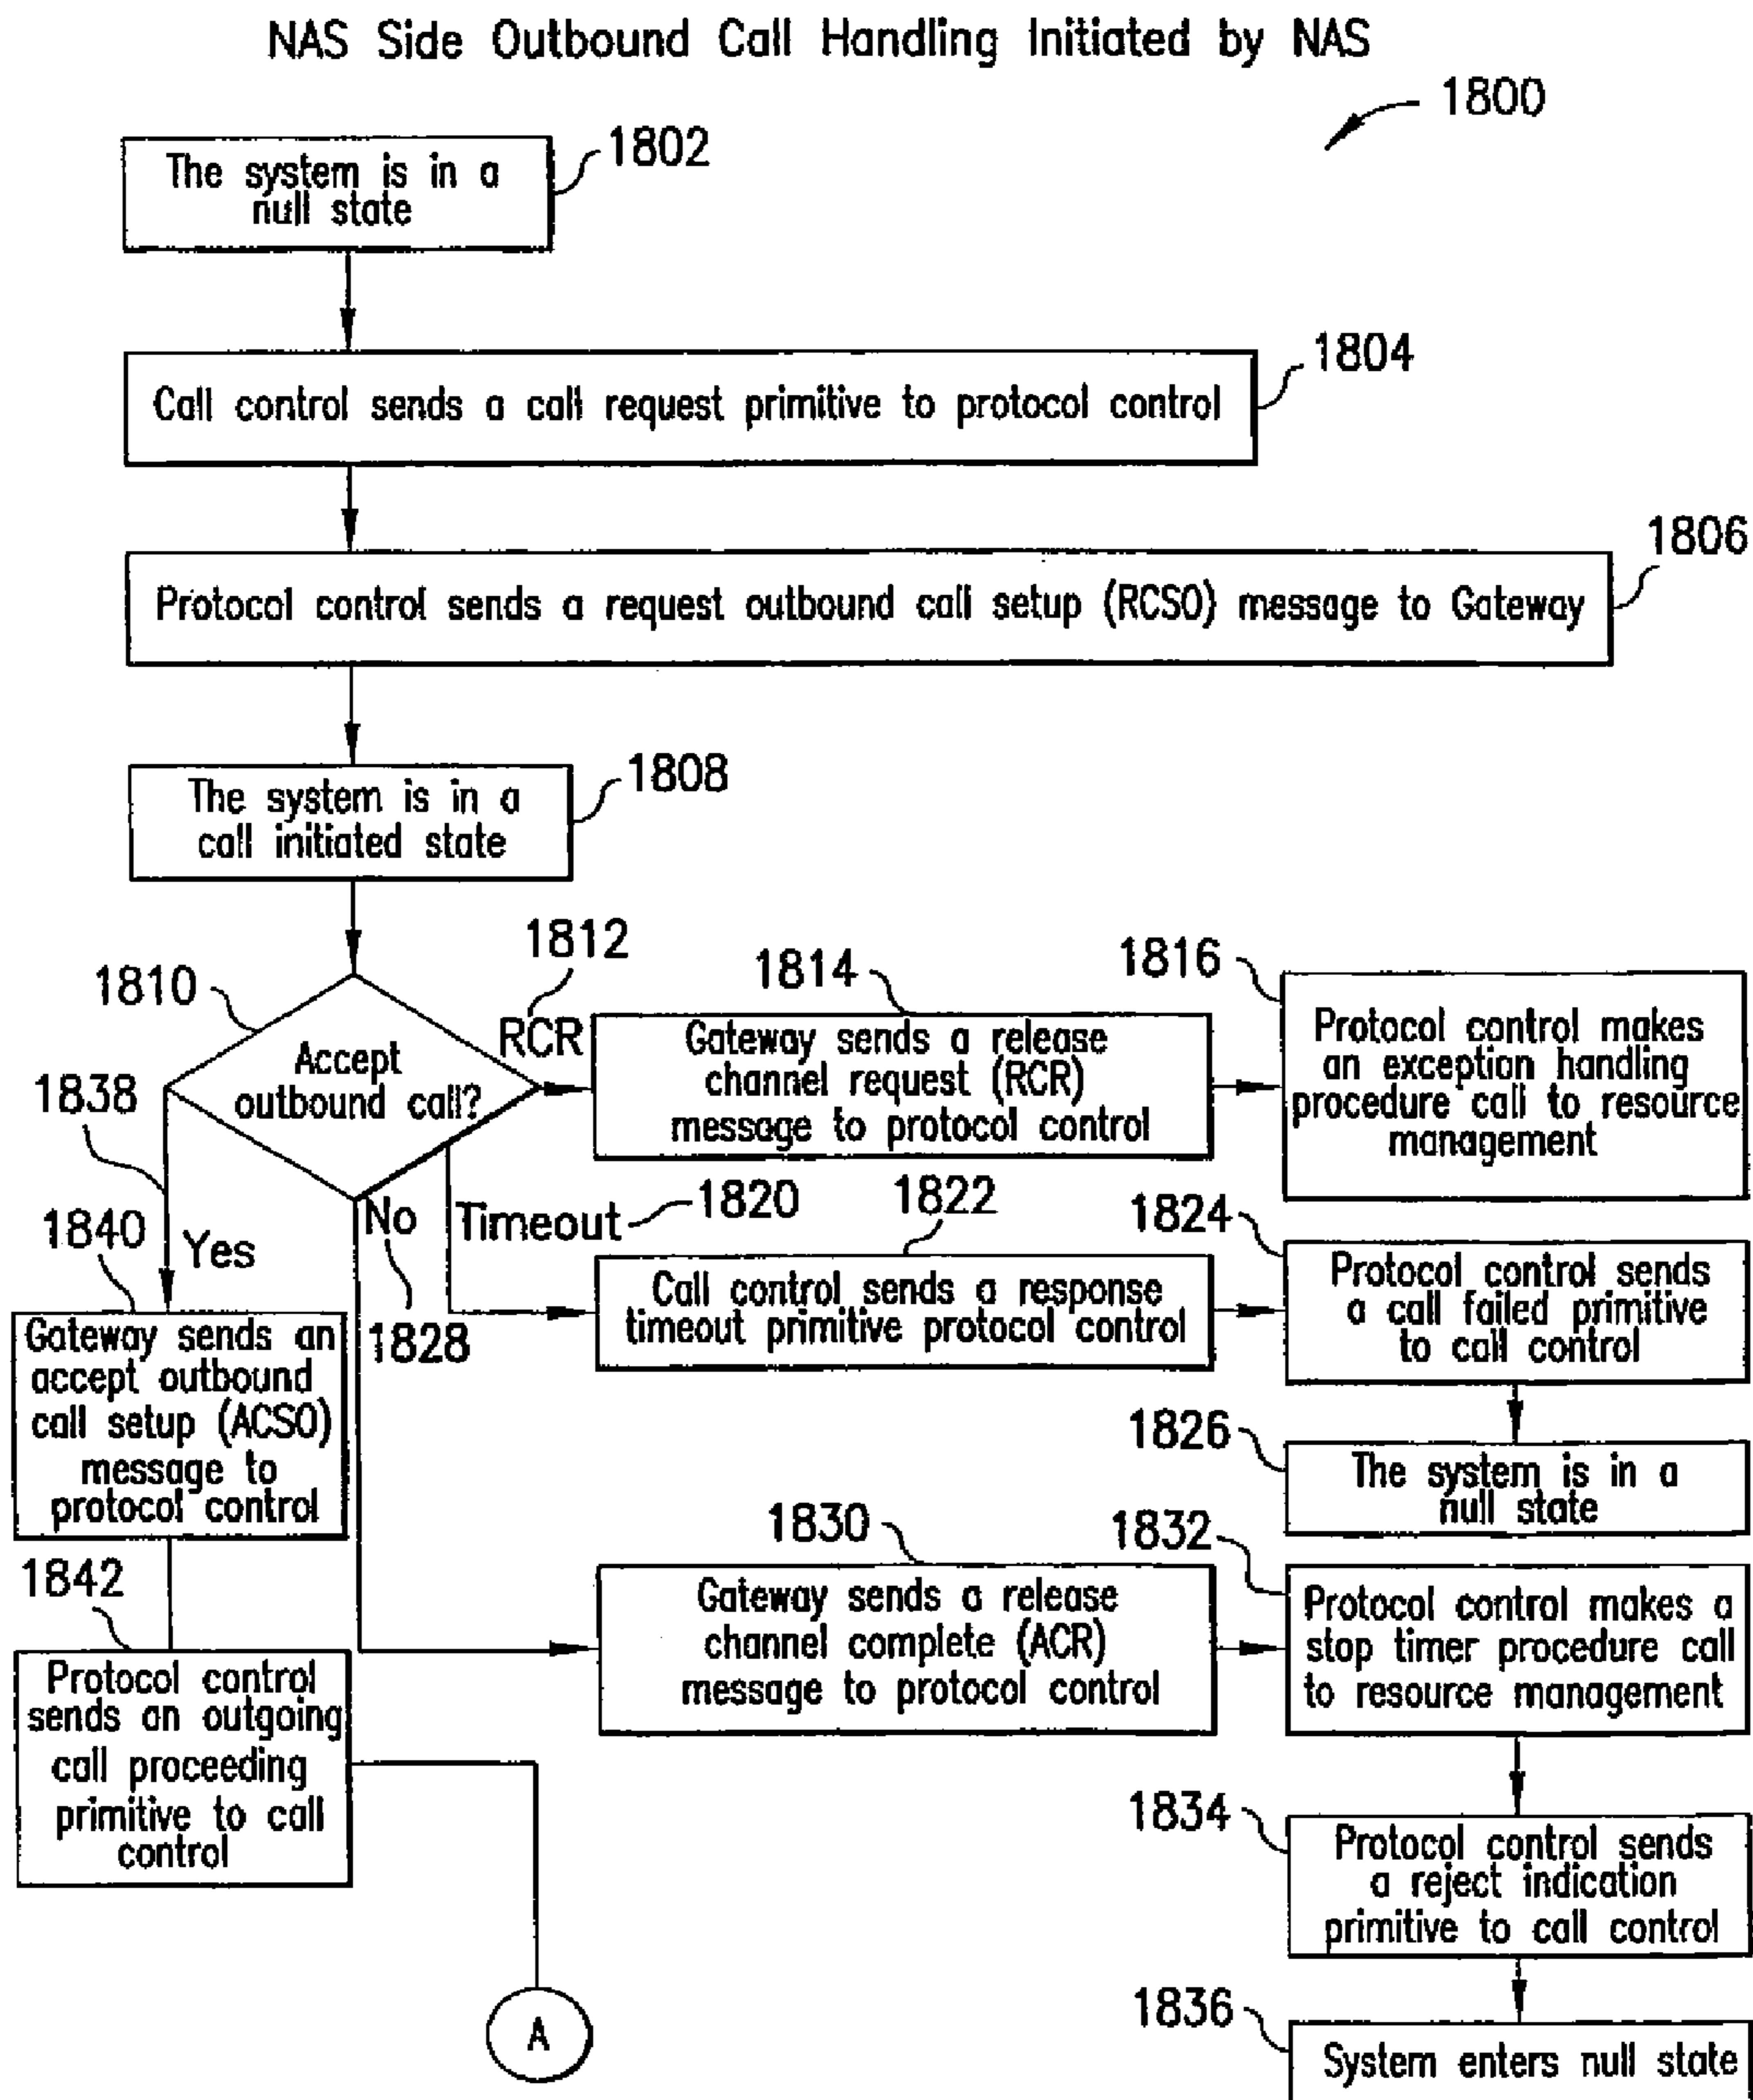 NAS Side Outbound Call Handling Initiated by NAS
1800
The system is in a
null state
1802
Call control sends a call request primitive to protocol control
1804
Protocol control sends a request outbound call setup (RCSO) message to Gateway
1806
The system is in a
call initiated state
1808
1810
Accept
outbound call?
1812
RCR
1814
Gateway sends a release
channel request (RCR)
message to protocol control
1816
Protocol control makes
an exception handling
procedure call to resource
management
Timeout
1820
1822
Call control sends a response
timeout primitive protocol control
1824
Protocol control sends
a call failed primitive
to call control
1826
The system is in a
null state
No
1828
1830
Gateway sends a release
channel complete (ACR)
message to protocol control
1832
Protocol control makes a
stop timer procedure call
to resource management
1834
Protocol control sends
a reject indication
primitive to call control
1836
System enters null state
1838
Yes
1840
Gateway sends an
accept outbound
call setup (ACSO)
message to
protocol control
1842
Protocol control
sends an outgoing
call proceeding
primitive to call
control
A